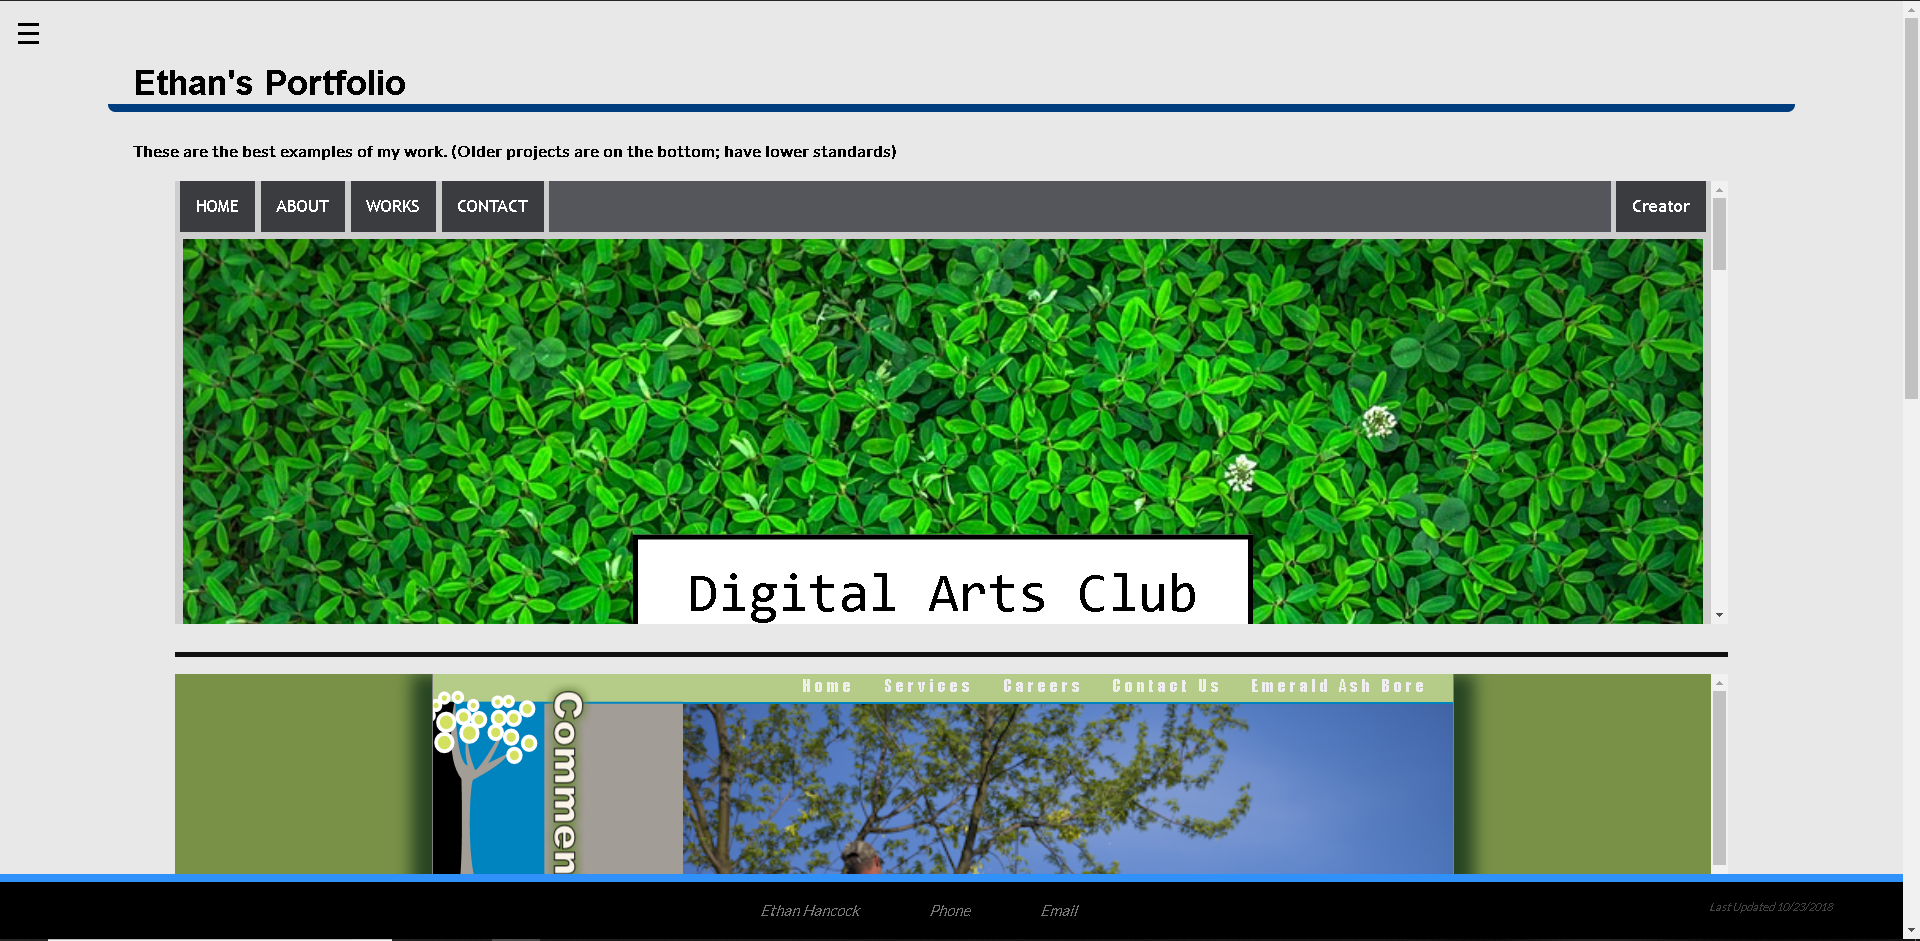 Ethan's Portfolio
These are the best examples of my work. (Older projects are on the bottom; have lower standards)
HOME ABOUT WORKS CONTACT Creator
Digital Arts Club
Home Services Careers Contact Us Emerald Ash Bore
Commen
Ethan Hancock Phone Email Last Updated 10/23/2018